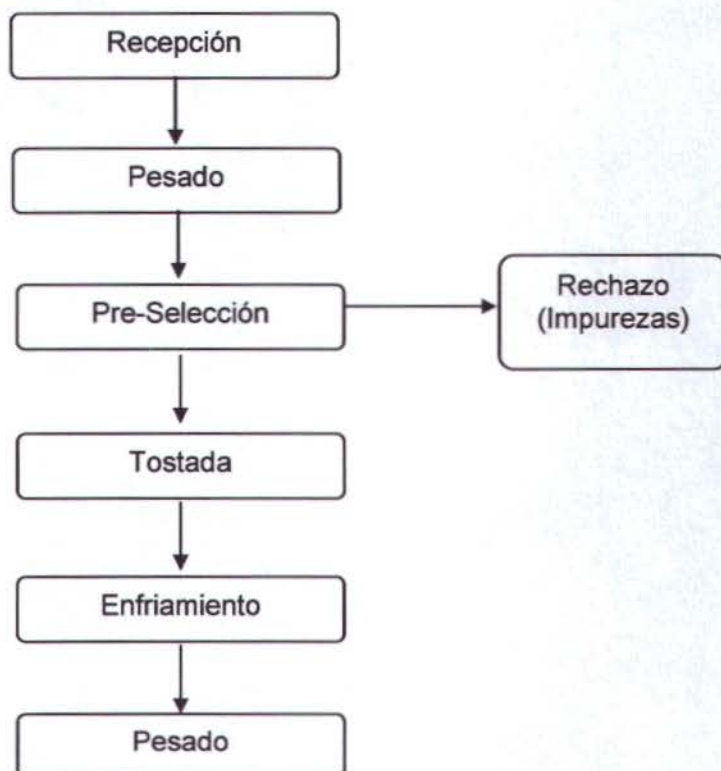 Recepción
Pesado
Pre-Selección
Rechazo
(Impurezas)
Tostada
Enfriamiento
Pesado